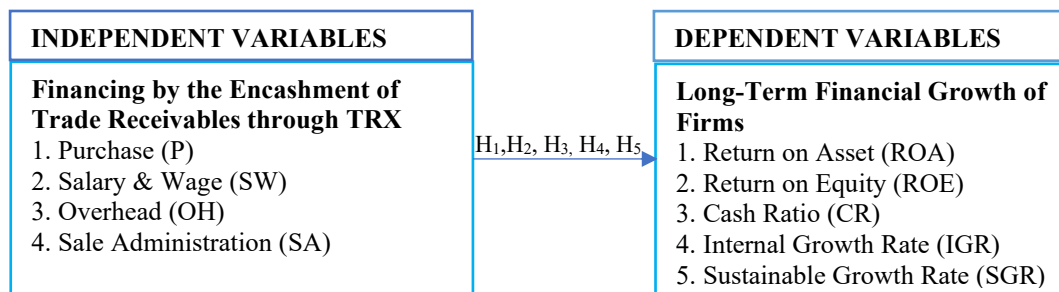 INDEPENDENT VARIABLES
Financing by the Encashment of
Trade Receivables through TRX
1. Purchase (P)
2. Salary & Wage (SW)
3. Overhead (OH)
4. Sale Administration (SA)
H₁,H₂, H₃, H₄, H₅
DEPENDENT VARIABLES
Long-Term Financial Growth of
Firms
1. Return on Asset (ROA)
2. Return on Equity (ROE)
3. Cash Ratio (CR)
4. Internal Growth Rate (IGR)
5. Sustainable Growth Rate (SGR)